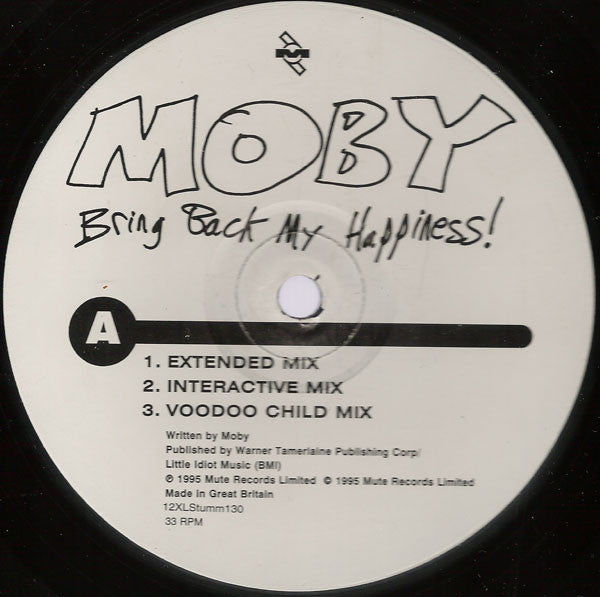 MOBY
Bring Back My Happiness!
A
1. EXTENDED MIX
2. INTERACTIVE MIX
3. VOODOO CHILD MIX
Written by Moby
Published by Warner Tamerlaine Publishing Corp/
Little Idiot Music (BMI)
℗ 1995 Mute Records Limited © 1995 Mute Records Limited
Made in Great Britain
12XLStumm130
33 RPM